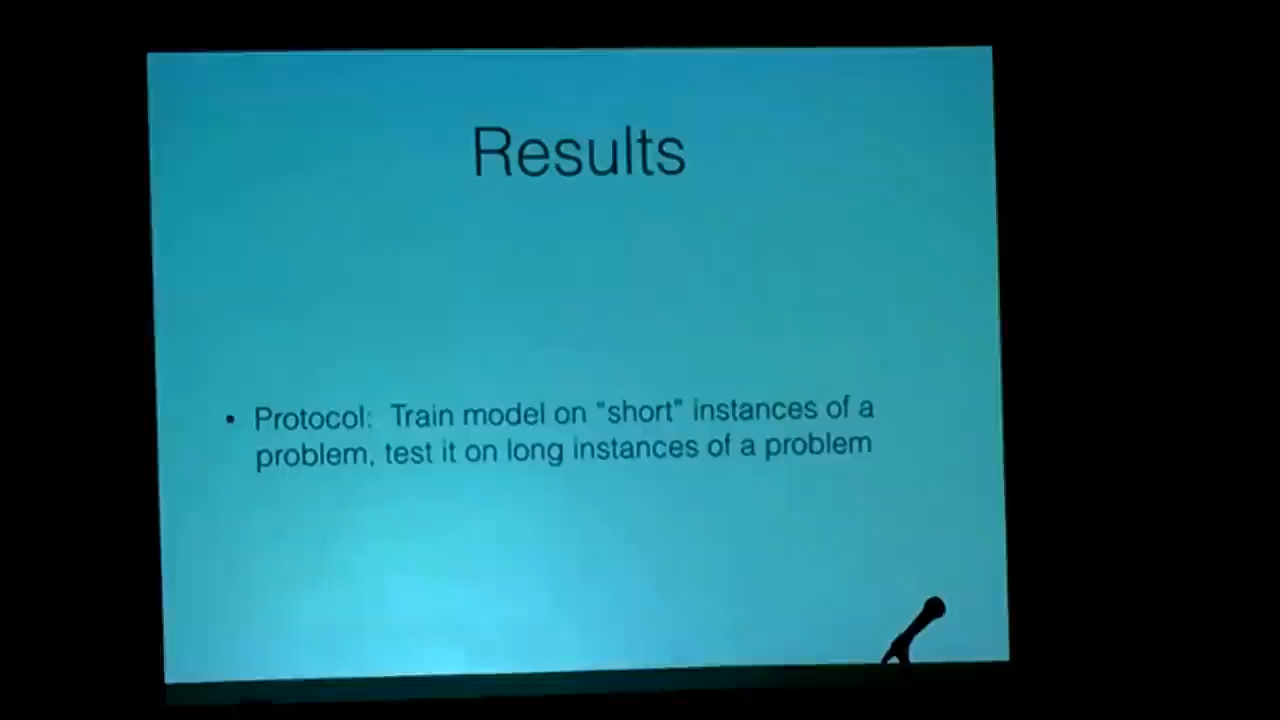 Results
• Protocol: Train model on "short" instances of a
problem, test it on long instances of a problem